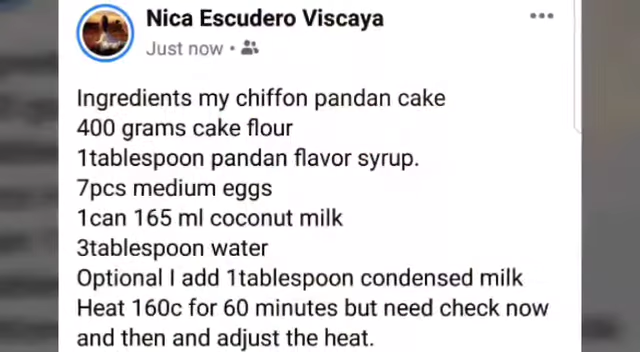 Nica Escudero Viscaya
Just now •
Ingredients my chiffon pandan cake
400 grams cake flour
1tablespoon pandan flavor syrup.
7pcs medium eggs
1can 165 ml coconut milk
3tablespoon water
Optional I add 1tablespoon condensed milk
Heat 160c for 60 minutes but need check now
and then and adjust the heat.